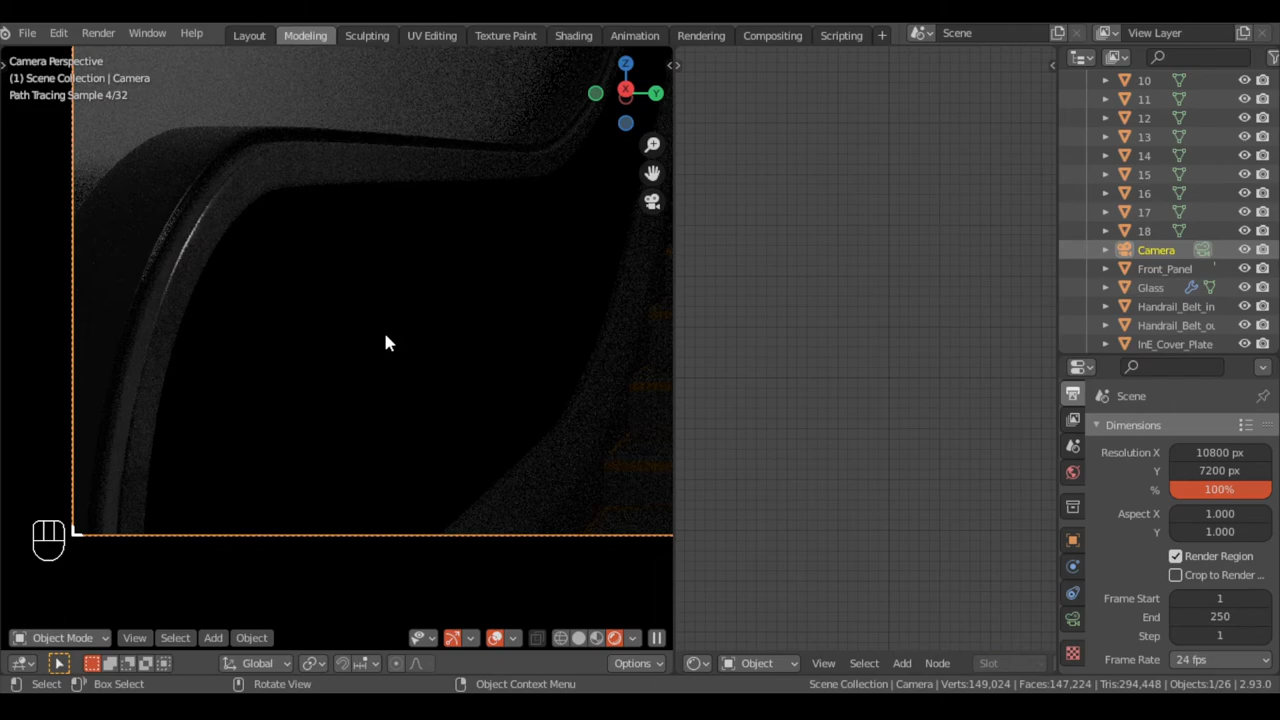 File Edit Render Window Help Layout Modeling Sculpting UV Editing Texture Paint Shading Animation Rendering Compositing Scripting + Scene View Layer
Camera Perspective
(1) Scene Collection | Camera
Path Tracing Sample 4/32
Z
X
Y
10
11
12
13
14
15
16
17
18
Camera
Front_Panel
Glass
Handrail_Belt_in
Handrail_Belt_ou
InE_Cover_Plate
Scene
Dimensions
Resolution X 10800 px
Y 7200 px
% 100%
Aspect X 1.000
Y 1.000
Render Region
Crop to Render ...
Frame Start 1
End 250
Step 1
Frame Rate 24 fps
Object Mode View Select Add Object
Global Options
Object View Select Add Node Slot
Select Box Select Rotate View Object Context Menu Scene Collection | Camera | Verts:149,024 | Faces:147,224 | Tris:294,448 | Objects:1/26 | 2.93.0